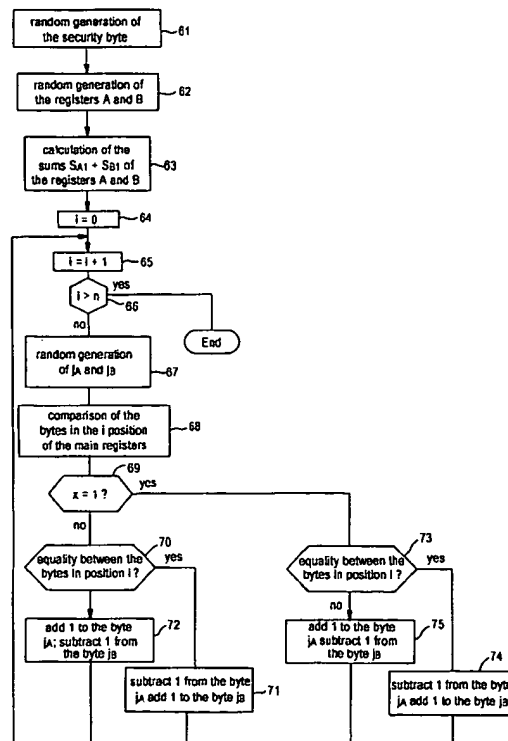 random generation
of the security byte
61
random generation
of the registers A and B
62
calculation of the
sums SA1 + SB1 of
the registers A and B
63
i = 0
64
i = i + 1
65
i > n
yes
66
no
End
random generation
of jA and jB
67
comparison of the
bytes in the i position
of the main registers
68
69
x = 1 ?
yes
no
70
equality between the
bytes in position i ?
yes
73
equality between the
bytes in position i ?
yes
no
add 1 to the byte
jA; subtract 1 from
the byte jB
72
add 1 to the byte
jA subtract 1 from
the byte jB
75
subtract 1 from the byte
jA add 1 to the byte jB
71
74
subtract 1 from the byte
jA add 1 to the byte jB